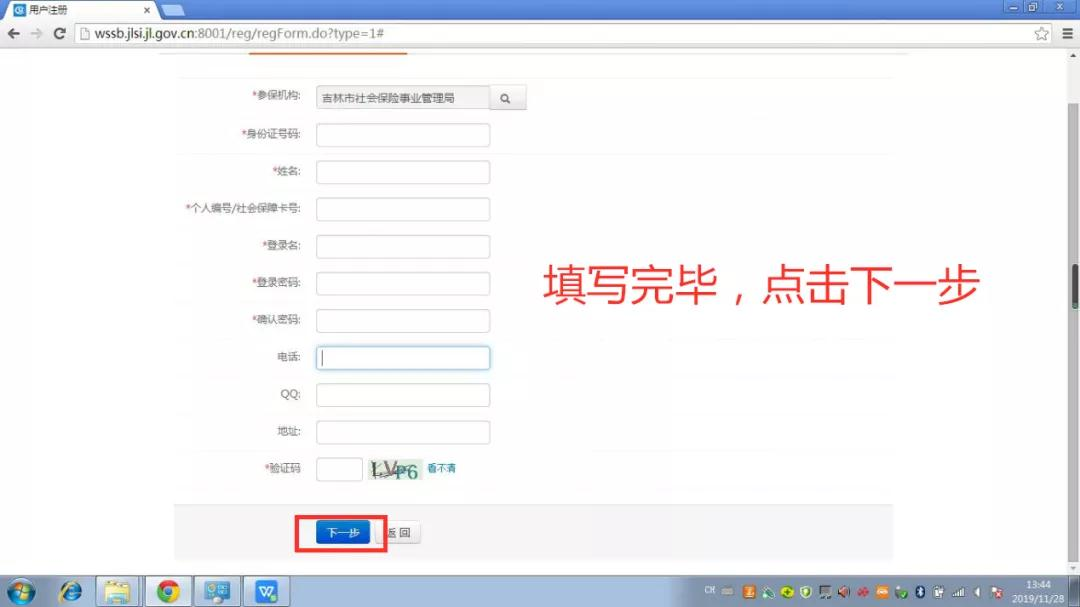 用户注册
wssb.jlsi.jl.gov.cn:8001/reg/regForm.do?type=1#
*参保机构: 吉林市社会保险事业管理局
*身份证号码:
*姓名:
*个人编号/社会保障卡号:
*登录名:
*登录密码:
填写完毕，点击下一步
*确认密码:
电话:
QQ:
地址:
*验证码 LVP6 看不清
下一步 返回
CH
13:44
2019/11/28